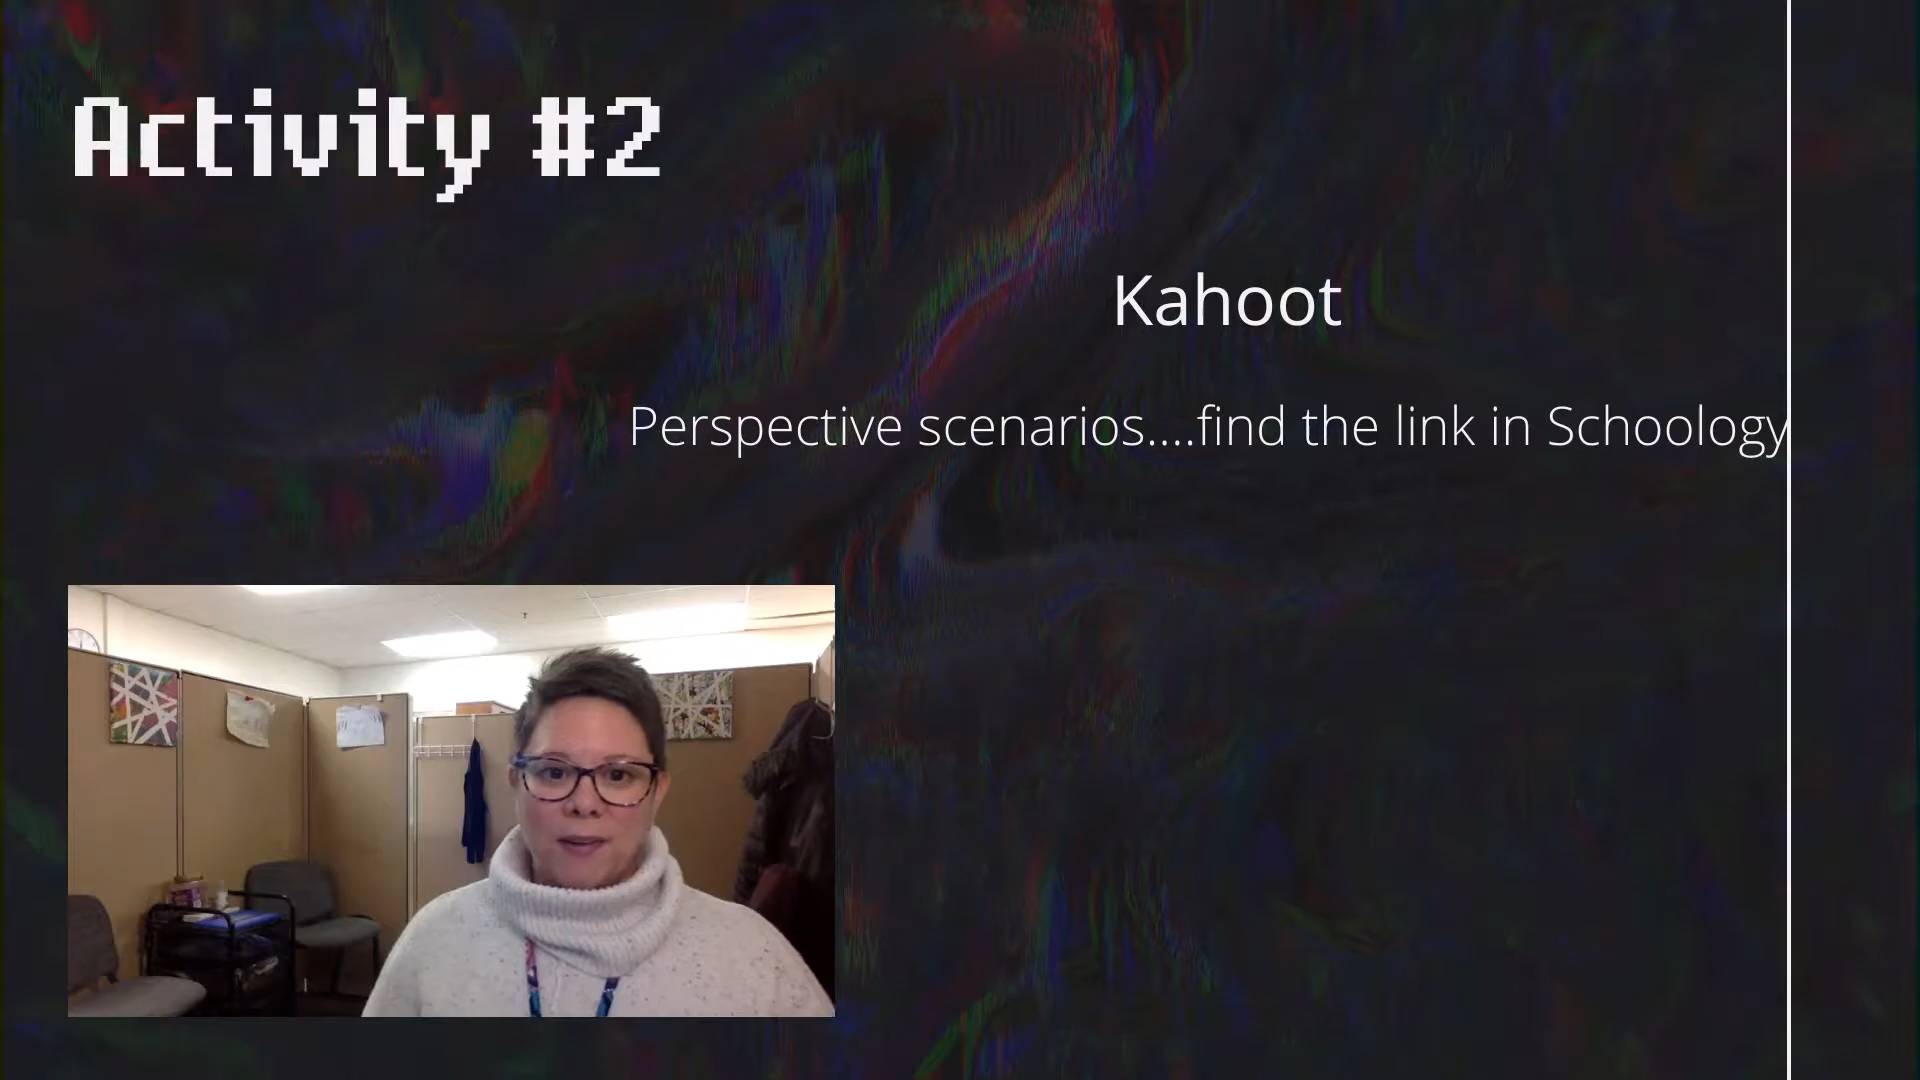 Activity #2
Kahoot
Perspective scenarios....find the link in Schoology